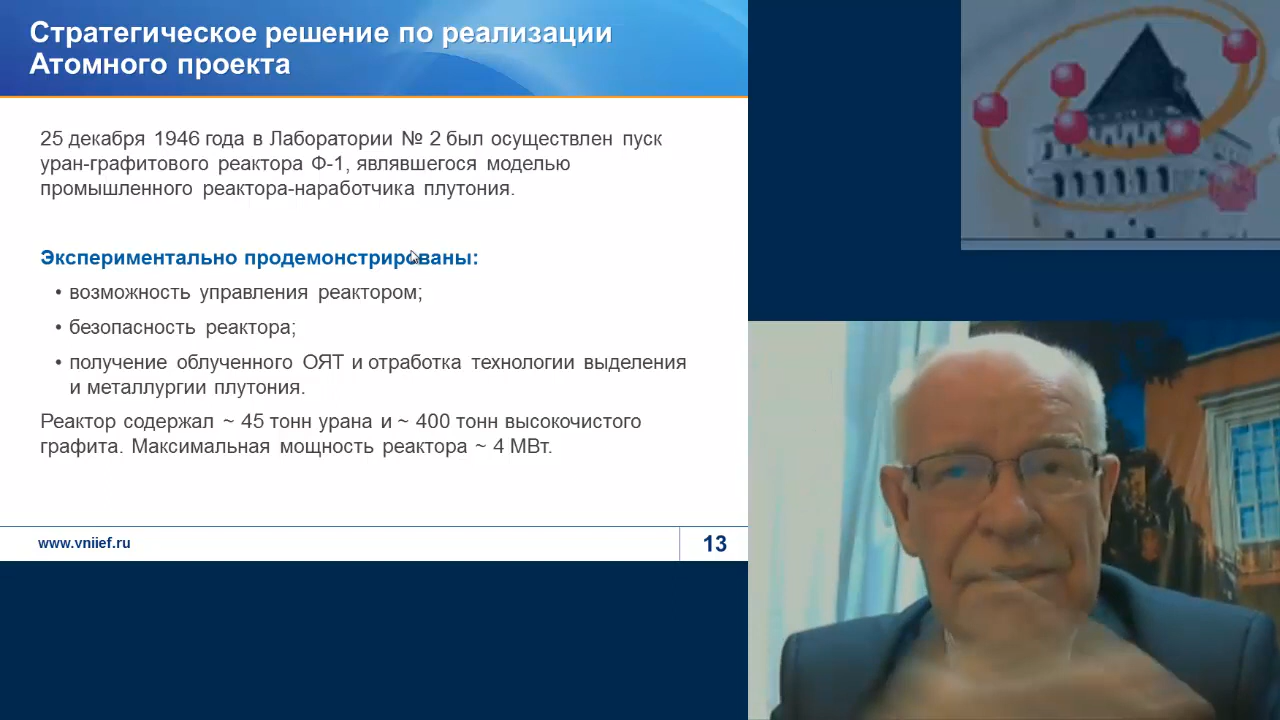 Стратегическое решение по реализации
Атомного проекта
25 декабря 1946 года в Лаборатории № 2 был осуществлен пуск
уран-графитового реактора Ф-1, являвшегося моделью
промышленного реактора-наработчика плутония.
Экспериментально продемонстрированы:
• возможность управления реактором;
• безопасность реактора;
• получение облученного ОЯТ и отработка технологии выделения
и металлургии плутония.
Реактор содержал ~ 45 тонн урана и ~ 400 тонн высокочистого
графита. Максимальная мощность реактора ~ 4 МВт.
www.vniief.ru
13